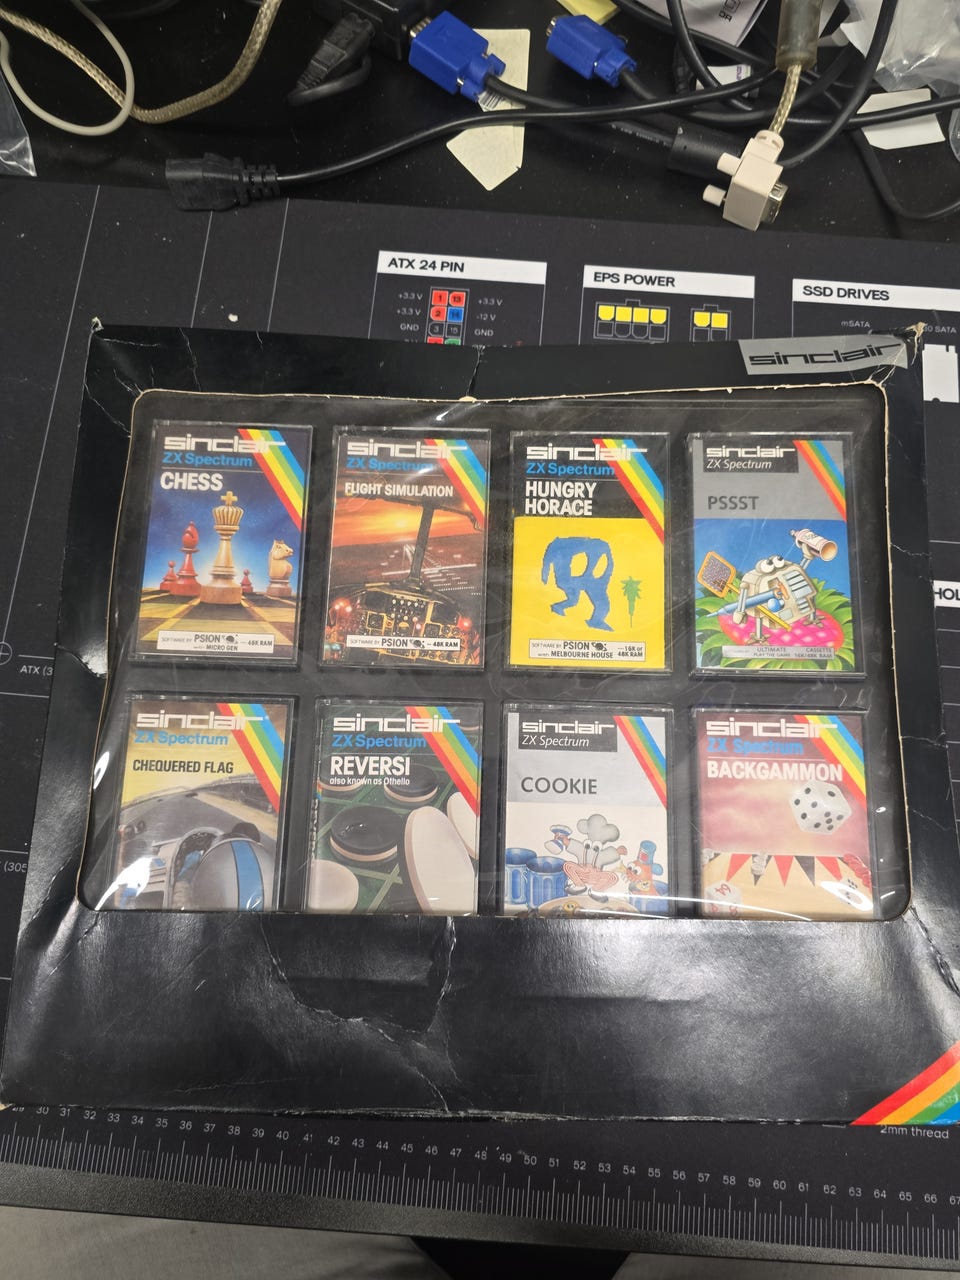 ATX 24 PIN
+3.3 V
1
13
+3.3 V
+3.3 V
2
14
-12 V
GND
3
15
GND
EPS POWER
SSD DRIVES
mSATA
sinclair
sinclair
ZX Spectrum
CHESS
SOFTWARE BY PSION — 48K RAM
WITH MICRO GEN
sinclair
ZX Spectrum
FLIGHT SIMULATION
SOFTWARE BY PSION — 48K RAM
sinclair
ZX Spectrum
HUNGRY
HORACE
SOFTWARE BY PSION — 16K or
with MELBOURNE HOUSE 48K RAM
sinclair
ZX Spectrum
PSSST
ULTIMATE CASSETTE
PLAY THE GAME 16K/48K RAM
sinclair
ZX Spectrum
CHEQUERED FLAG
sinclair
ZX Spectrum
REVERSI
also known as Othello
sinclair
ZX Spectrum
COOKIE
sinclair
ZX Spectrum
BACKGAMMON
2mm thread
30 31 32 33 34 35 36 37 38 39 40 41 42 43 44 45 46 47 48 49 50 51 52 53 54 55 56 57 58 59 60 61 62 63 64 65 66 67